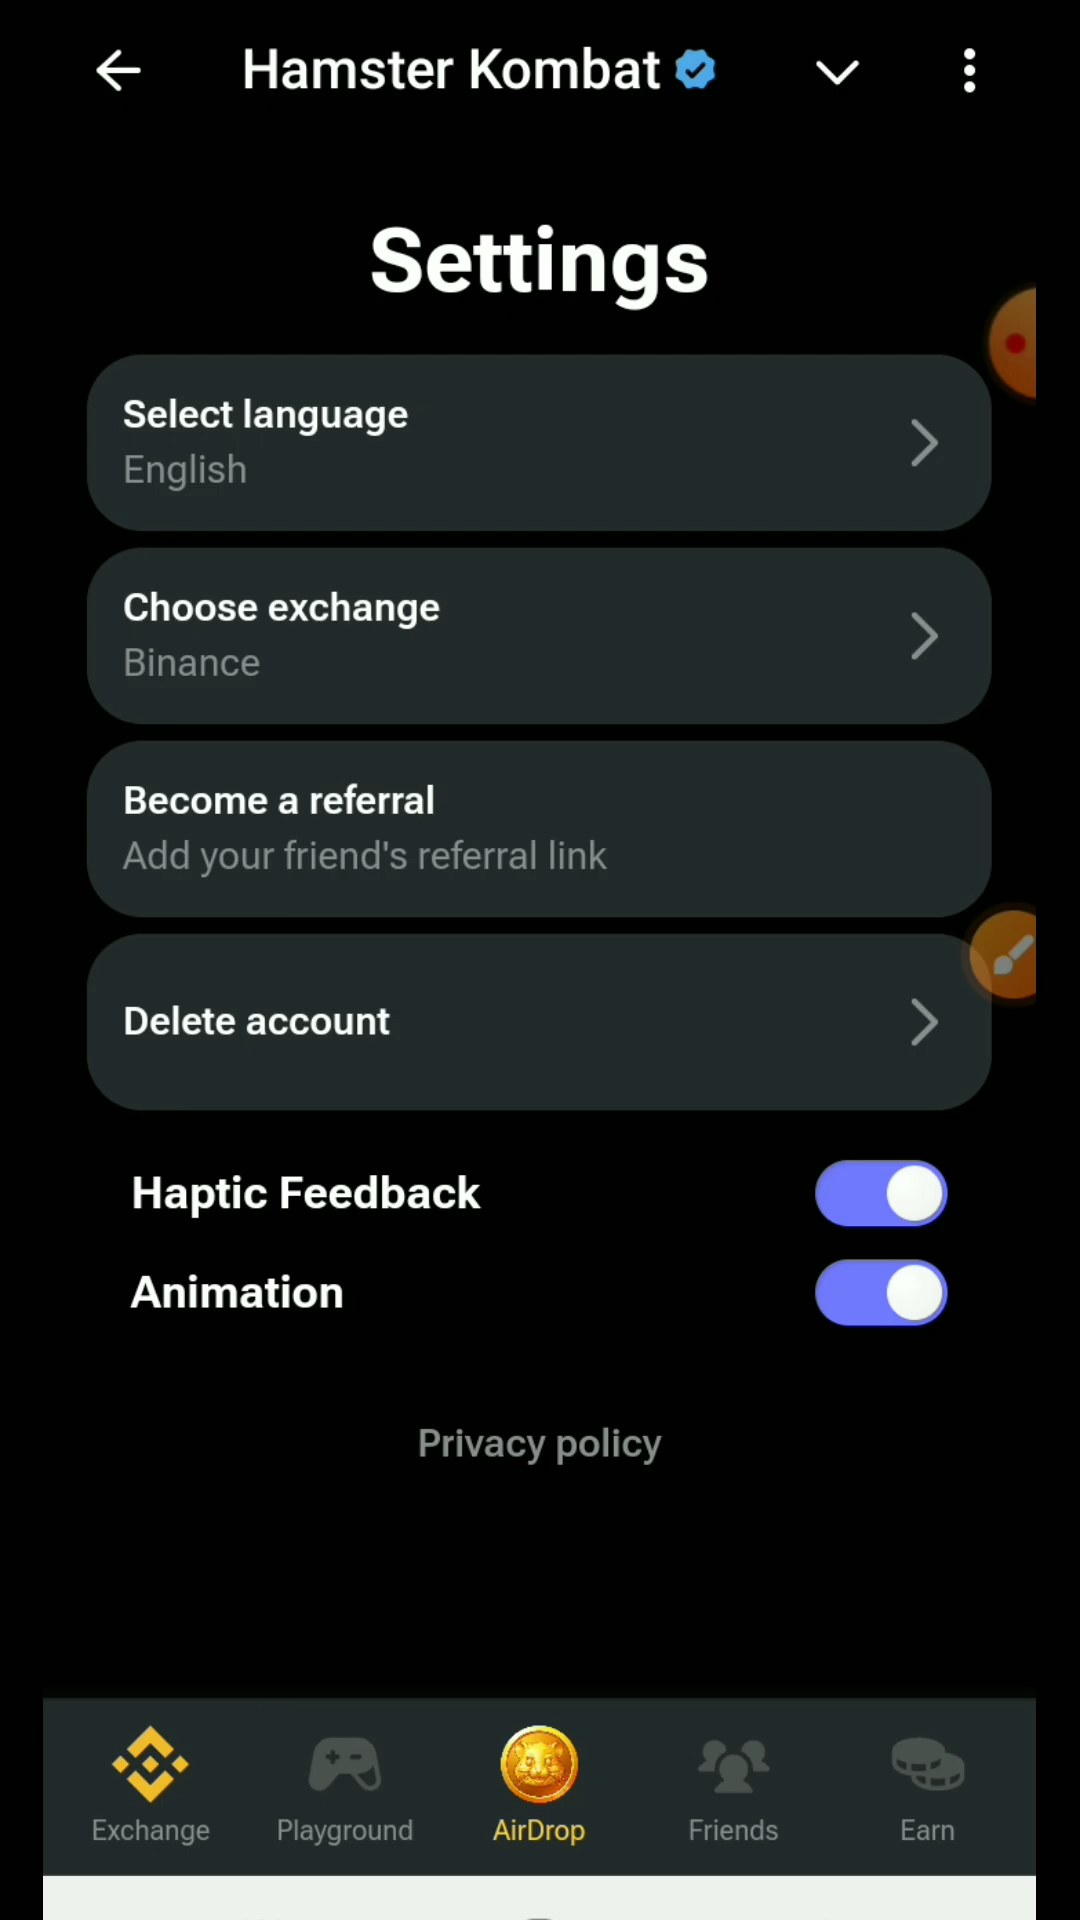 Hamster Kombat
Settings
Select language
English
Choose exchange
Binance
Become a referral
Add your friend's referral link
Delete account
Haptic Feedback
Animation
Privacy policy
Exchange Playground AirDrop Friends Earn